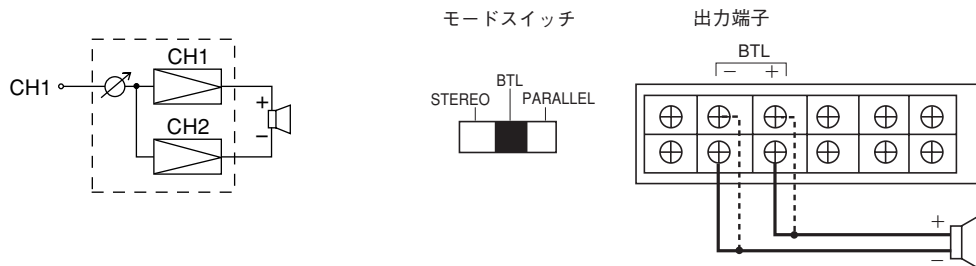 モードスイッチ
出力端子
CH1
CH1
CH2
+
−
STEREO
BTL
PARALLEL
BTL
− +
+
−